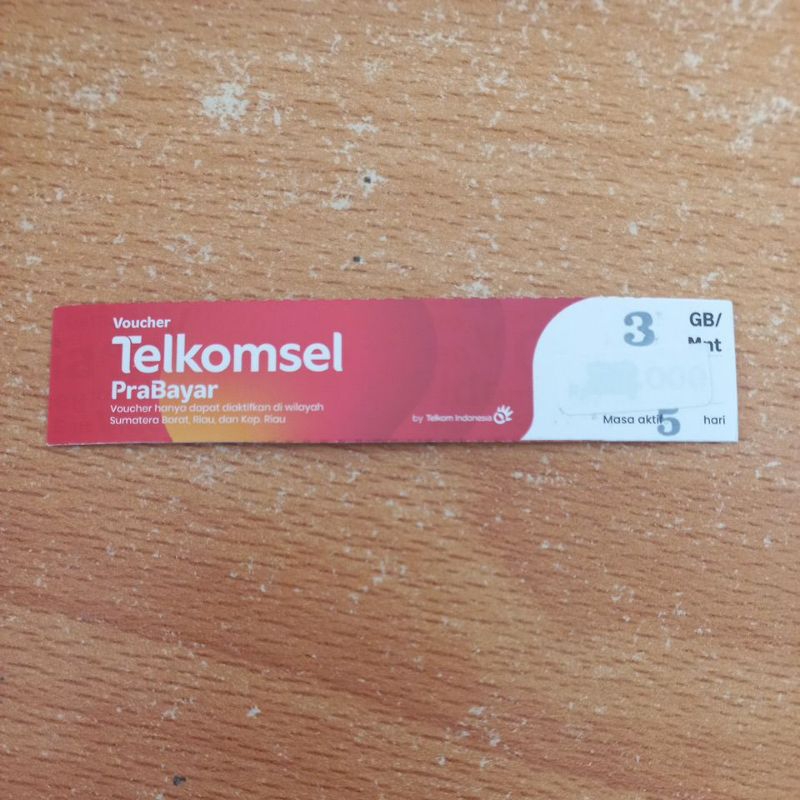 Voucher
Telkomsel
PraBayar
Voucher hanya dapat diaktifkan di wilayah
Sumatera Barat, Riau, dan Kep. Riau
by Telkom Indonesia
3 GB/
Masa aktif 5 hari